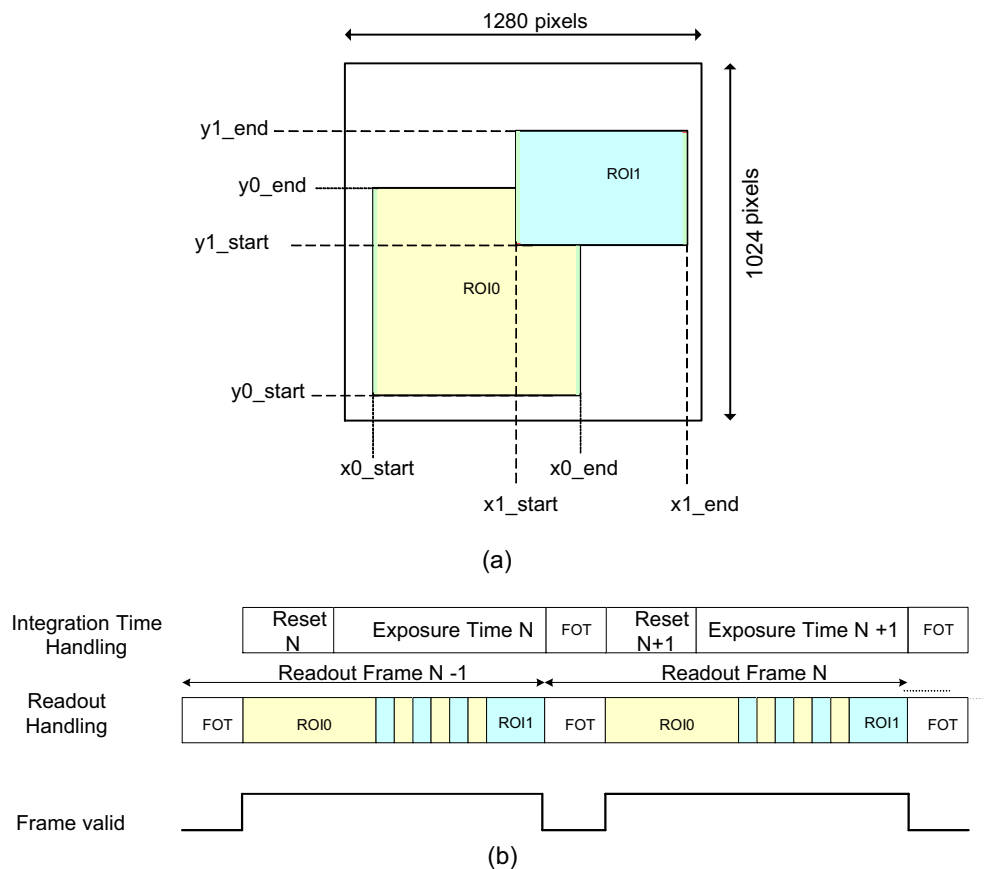 1280 pixels
y1_end
ROI1
y0_end
1024 pixels
y1_start
ROI0
y0_start
x0_start
x0_end
x1_start
x1_end
(a)
Integration Time
Handling
Reset
N
Exposure Time N
FOT
Reset
N+1
Exposure Time N +1
FOT
Readout Frame N -1
Readout Frame N
Readout
Handling
FOT
ROI0
ROI1
FOT
ROI0
ROI1
FOT
Frame valid
(b)